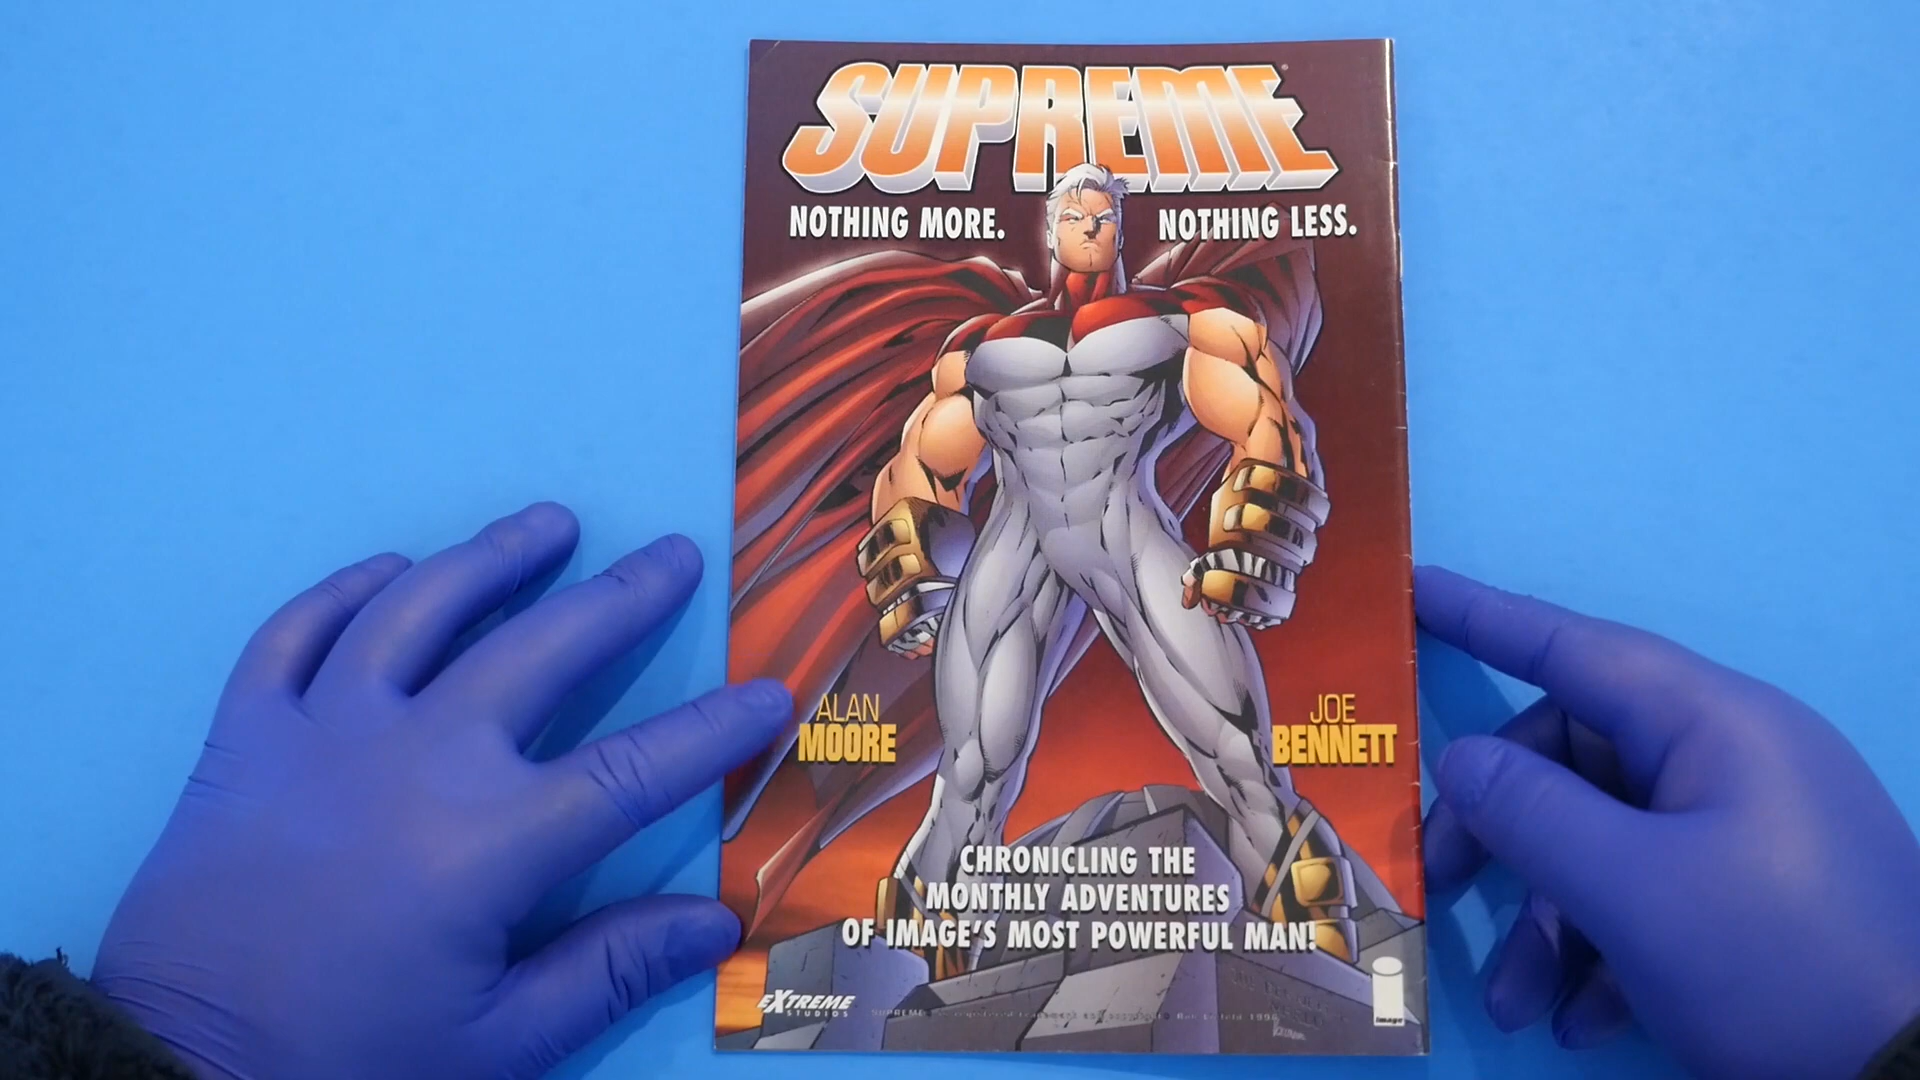 SUPREME
NOTHING MORE. NOTHING LESS.
ALAN
MOORE
JOE
BENNETT
CHRONICLING THE
MONTHLY ADVENTURES
OF IMAGE'S MOST POWERFUL MAN!
EXTREME
STUDIOS
SUPREME
image